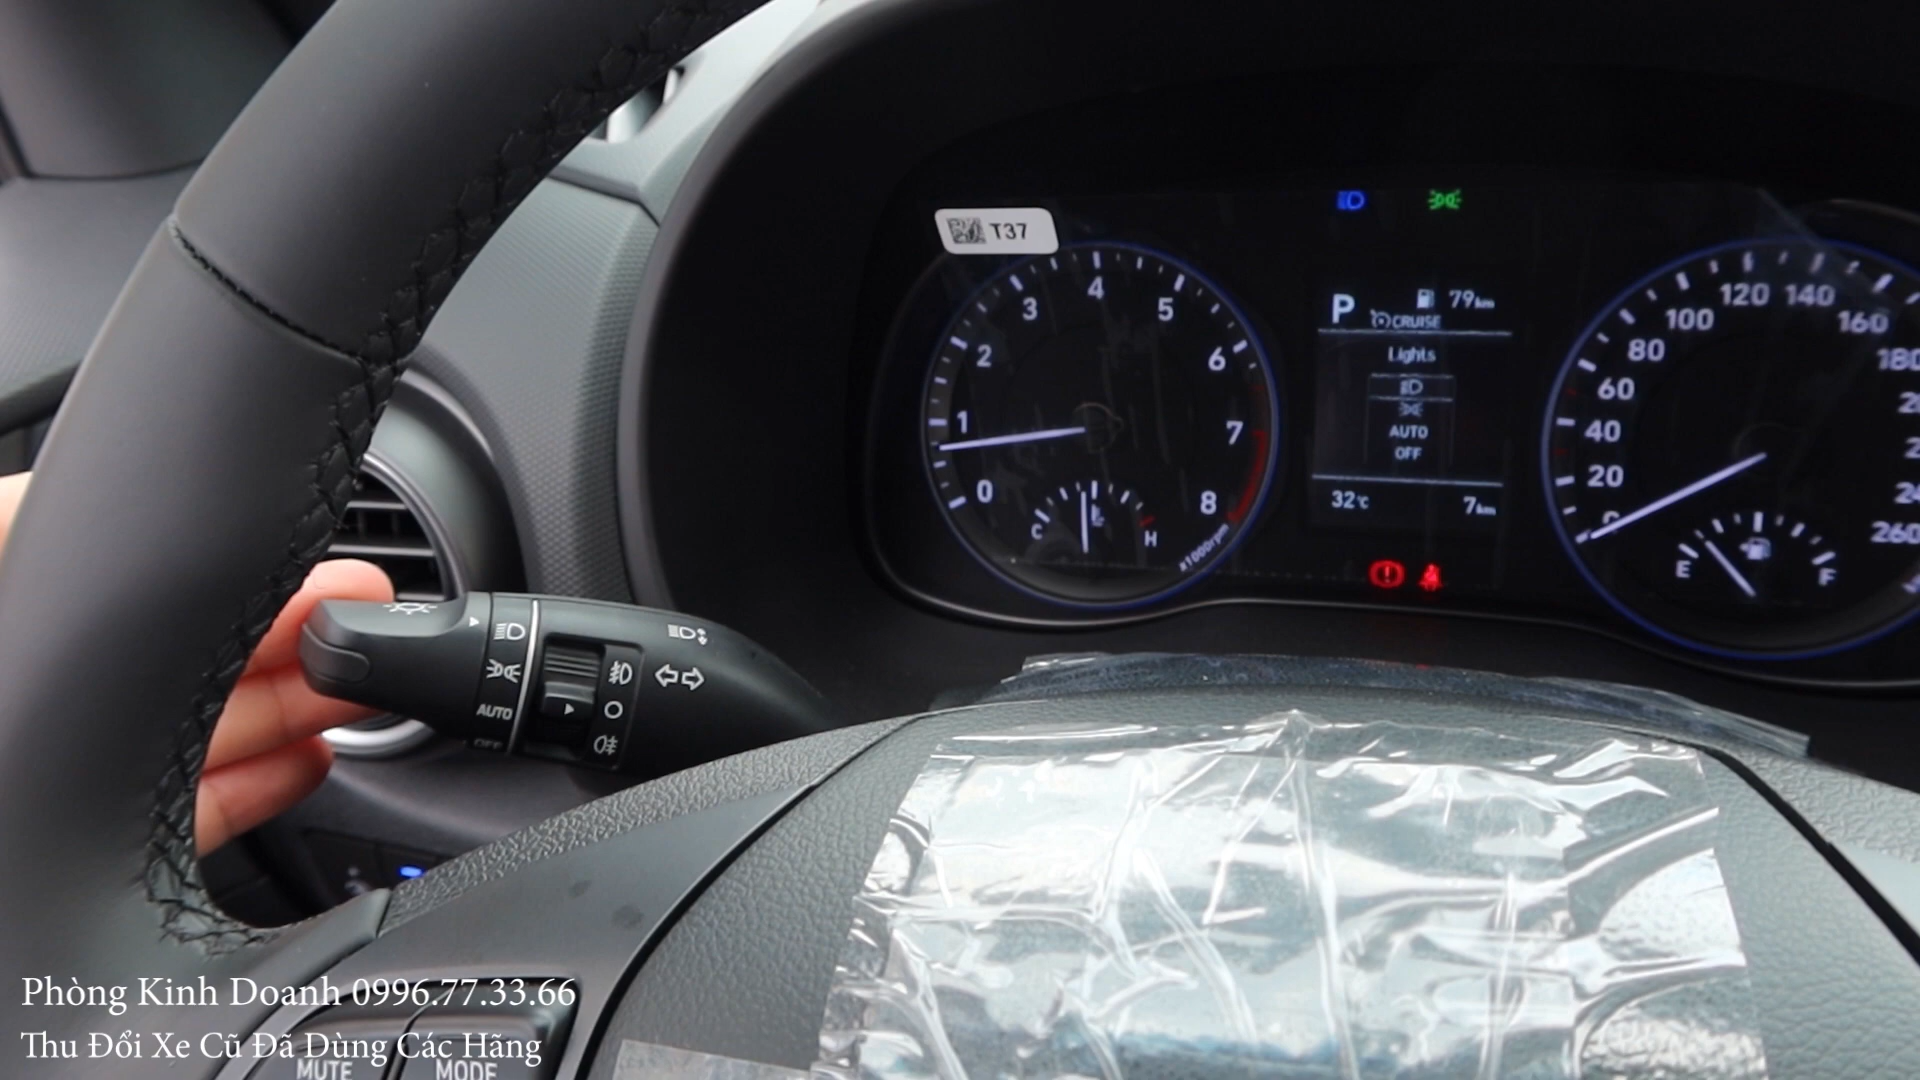 T37
0
1
2
3
4
5
6
7
8
x1000rpm
C
H
P
79km
CRUISE
Lights
AUTO
OFF
32°C
7km
0
20
40
60
80
100
120
140
160
180
260
E
F
AUTO
OFF
Phòng Kinh Doanh 0996.77.33.66
Thu Đổi Xe Cũ Đã Dùng Các Hãng
MUTE
MODE